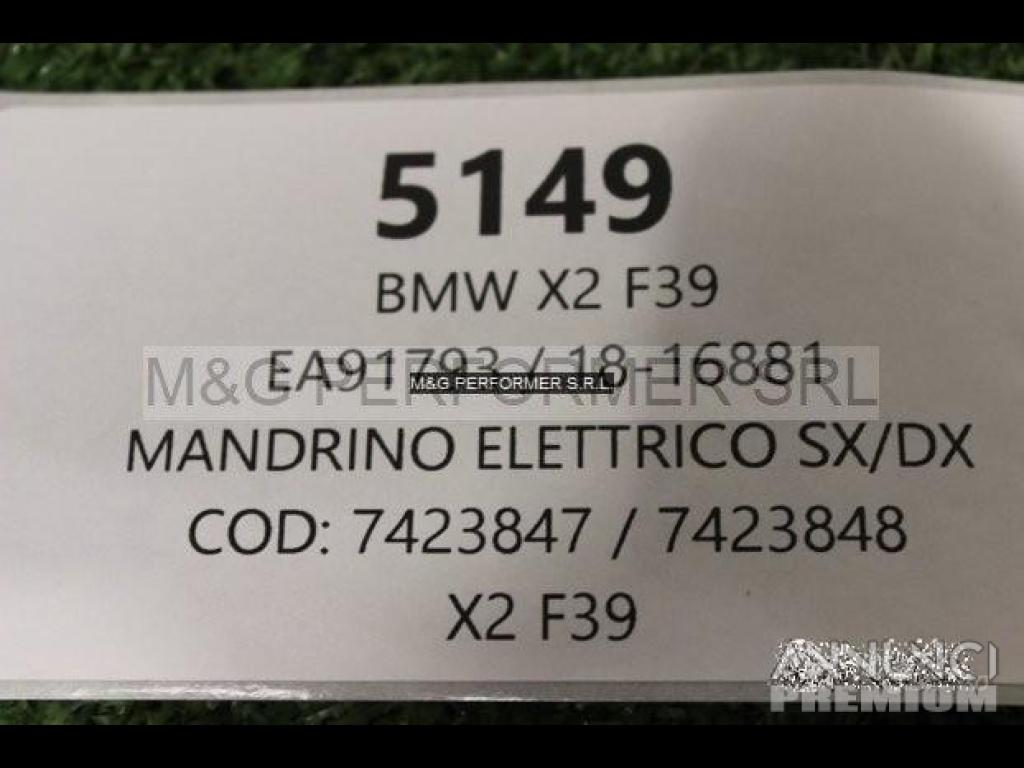 5149
BMW X2 F39
EA91793 / 18-16881
M&G PERFORMER SRL
M&G PERFORMER S.R.L.
MANDRINO ELETTRICO SX/DX
COD: 7423847 / 7423848
X2 F39
ANNUNCI
PREMIUM